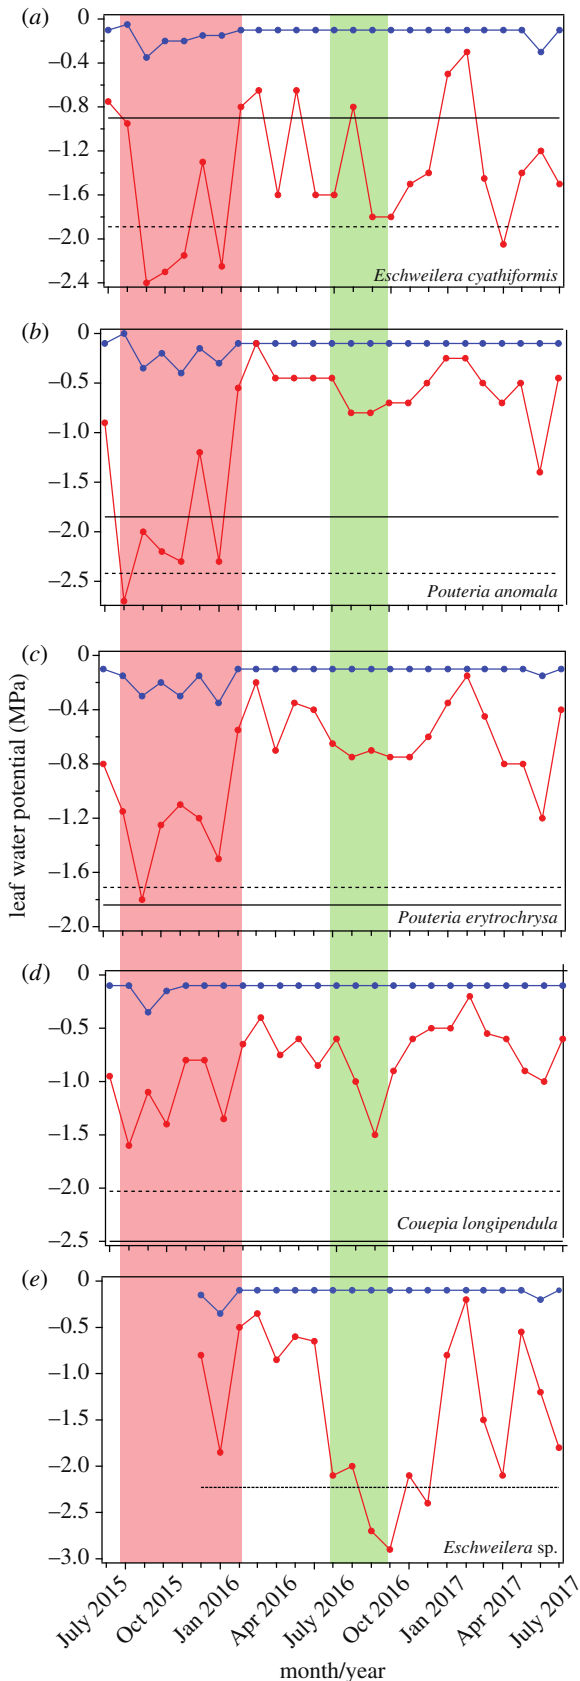 (a)
0
–0.4
–0.8
–1.2
–1.6
–2.0
–2.4
Eschweilera cyathiformis
(b)
0
–0.5
–1.0
–1.5
–2.0
–2.5
Pouteria anomala
(c)
0
–0.4
–0.8
–1.2
–1.6
–2.0
Pouteria erytrochrysa
leaf water potential (MPa)
(d)
0
–0.5
–1.0
–1.5
–2.0
–2.5
Couepia longipendula
(e)
0
–0.5
–1.0
–1.5
–2.0
–2.5
–3.0
Eschweilera sp.
July 2015
Oct 2015
Jan 2016
Apr 2016
July 2016
Oct 2016
Jan 2017
Apr 2017
July 2017
month/year